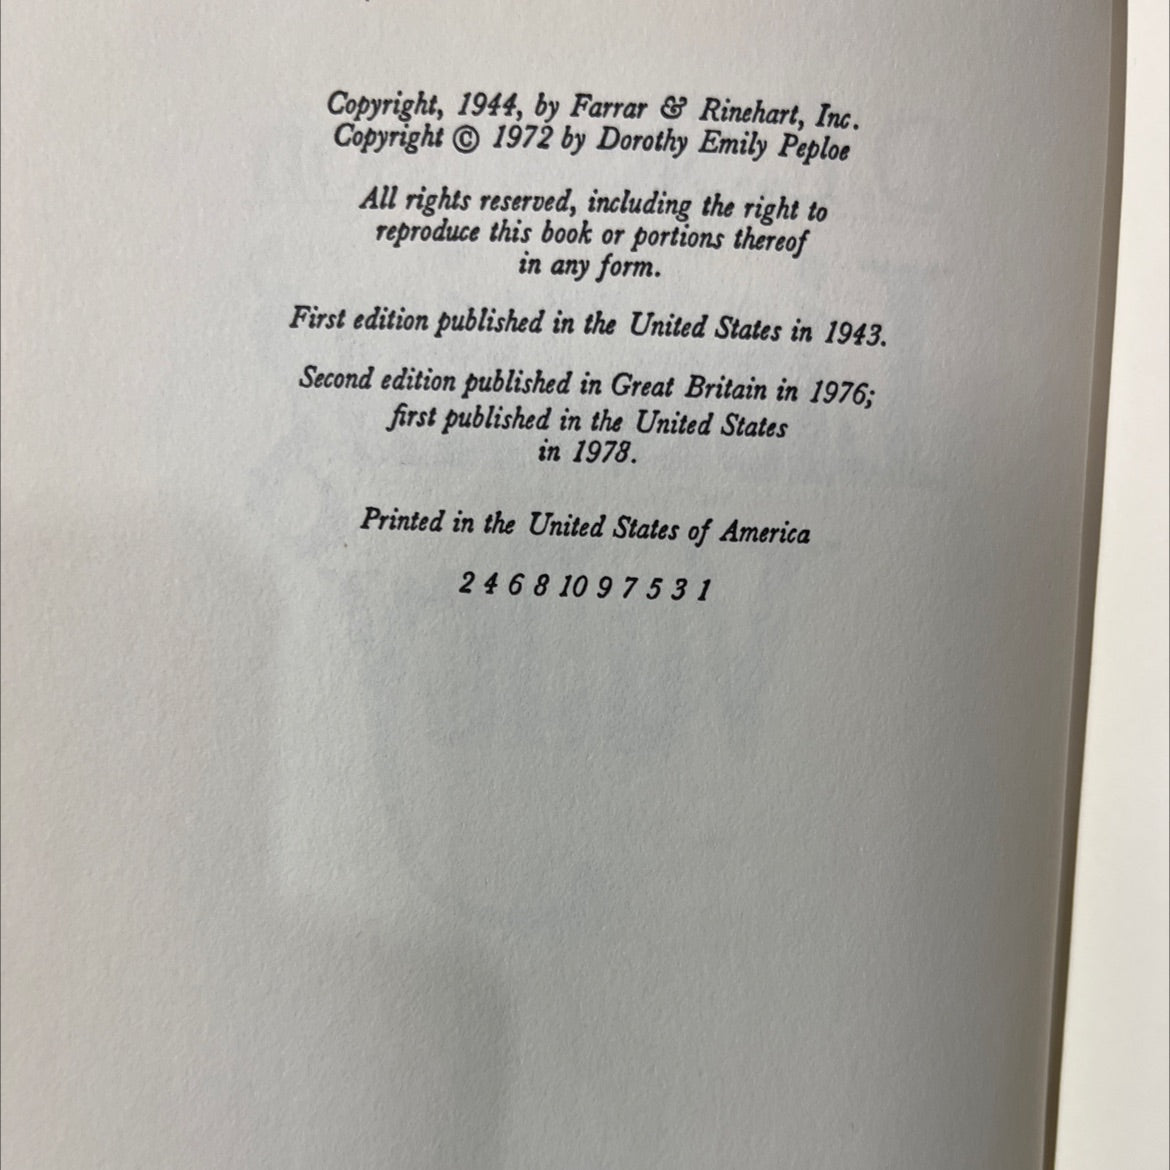 Copyright, 1944, by Farrar & Rinehart, Inc.
Copyright © 1972 by Dorothy Emily Peploe
All rights reserved, including the right to
reproduce this book or portions thereof
in any form.
First edition published in the United States in 1943.
Second edition published in Great Britain in 1976;
first published in the United States
in 1978.
Printed in the United States of America
2 4 6 8 10 9 7 5 3 1